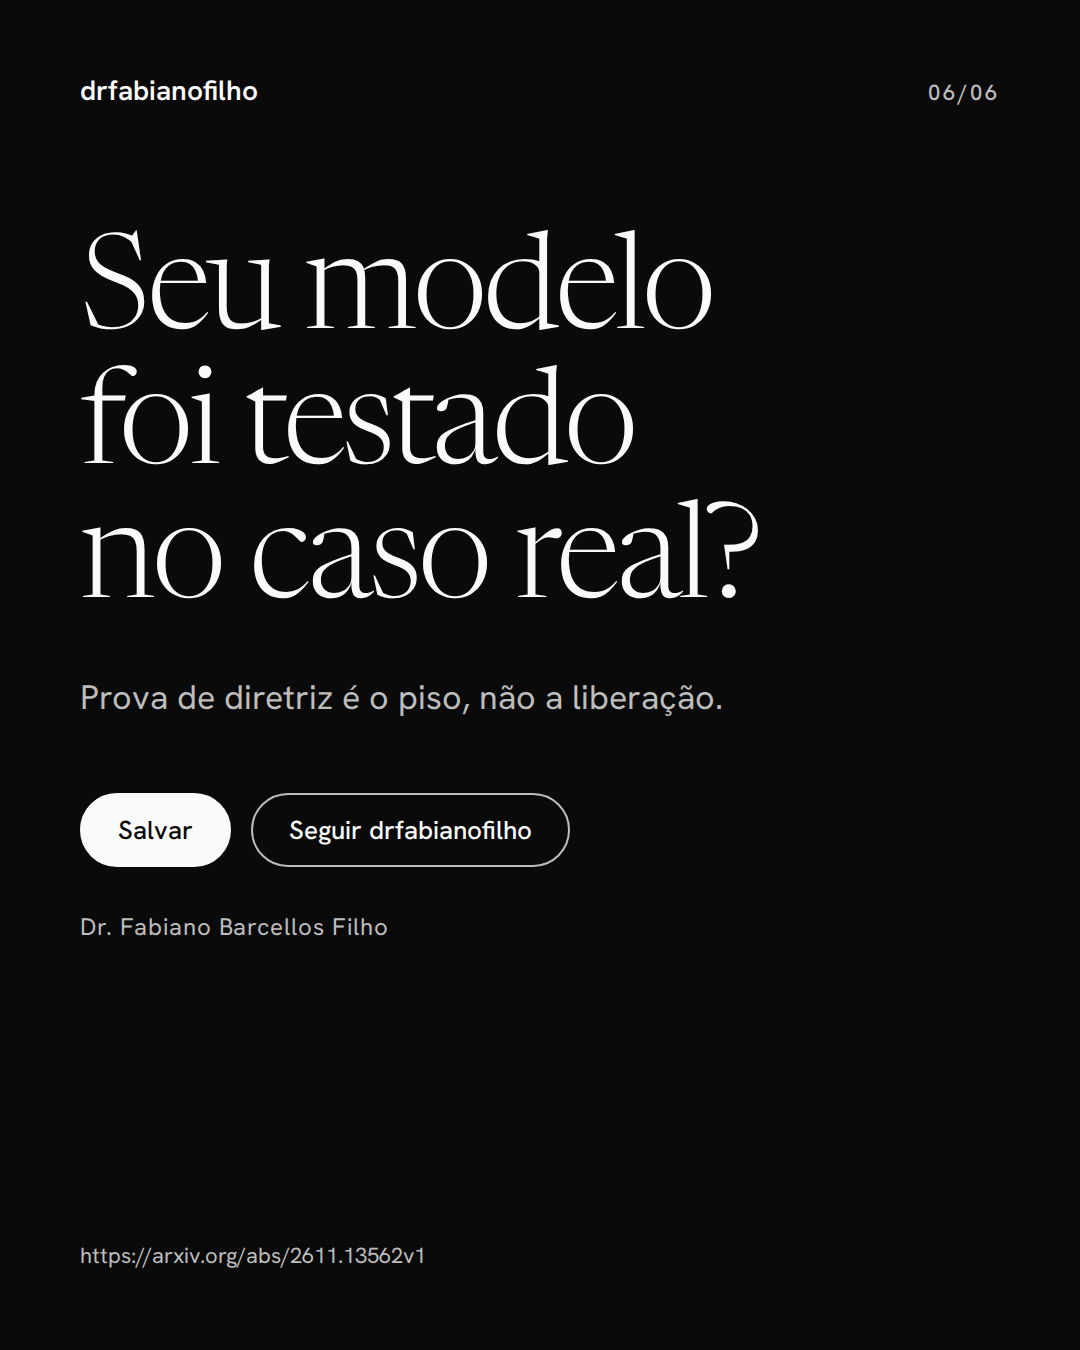 drfabianofilho
06/06
Seu modelo
foi testado
no caso real?
Prova de diretriz é o piso, não a liberação.
Salvar
Seguir drfabianofilho
Dr. Fabiano Barcellos Filho
https://arxiv.org/abs/2611.13562v1